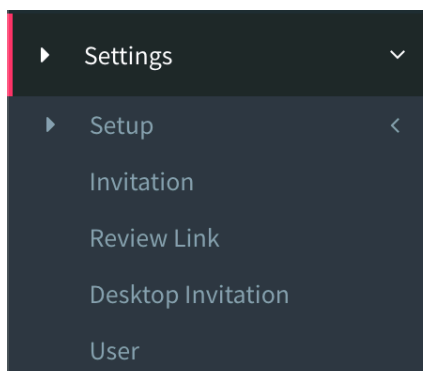 Settings
Setup
Invitation
Review Link
Desktop Invitation
User